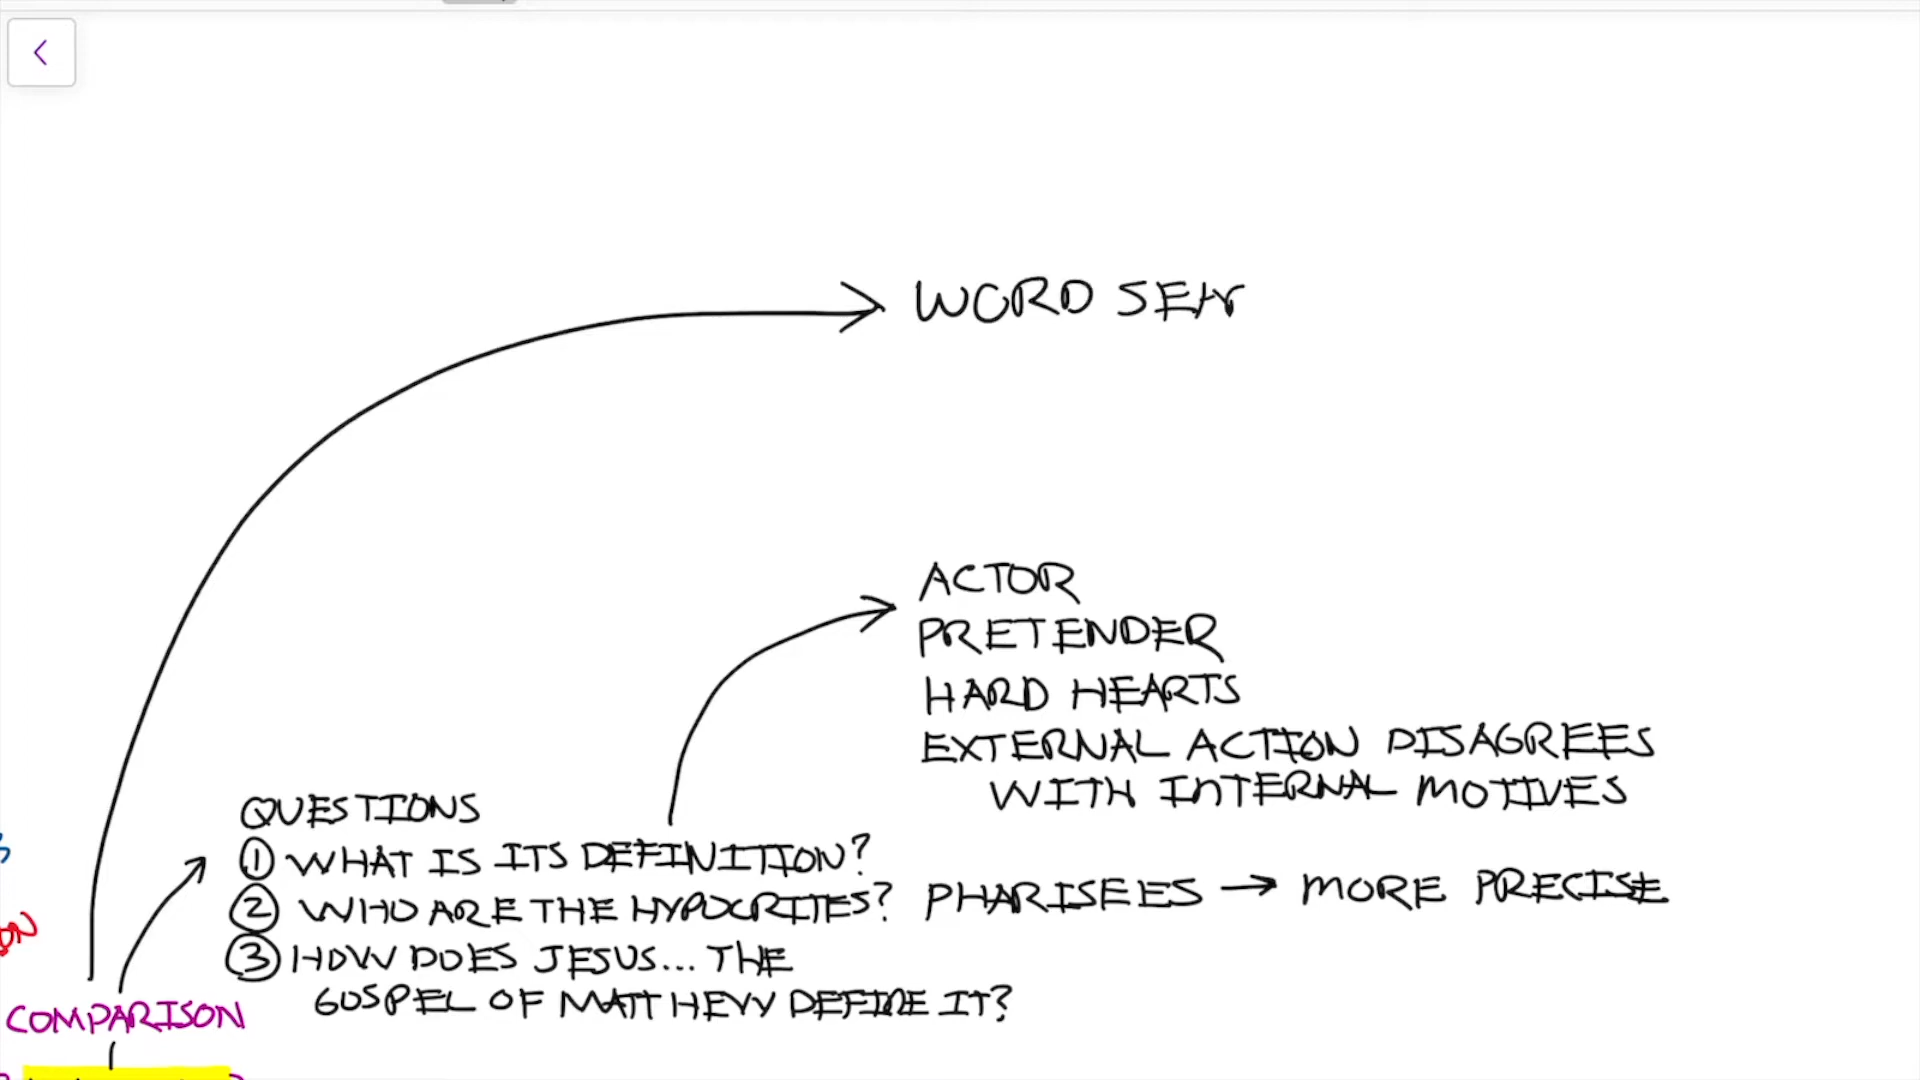 WORD SEAR
ACTOR
PRETENDER
HARD HEARTS
EXTERNAL ACTION DISAGREES
WITH INTERNAL MOTIVES
QUESTIONS
① WHAT IS ITS DEFINITION?
② WHO ARE THE HYPOCRITES? PHARISEES → MORE PRECISE
③ HOW DOES JESUS... THE
GOSPEL OF MATTHEW DEFINE IT?
COMPARISON